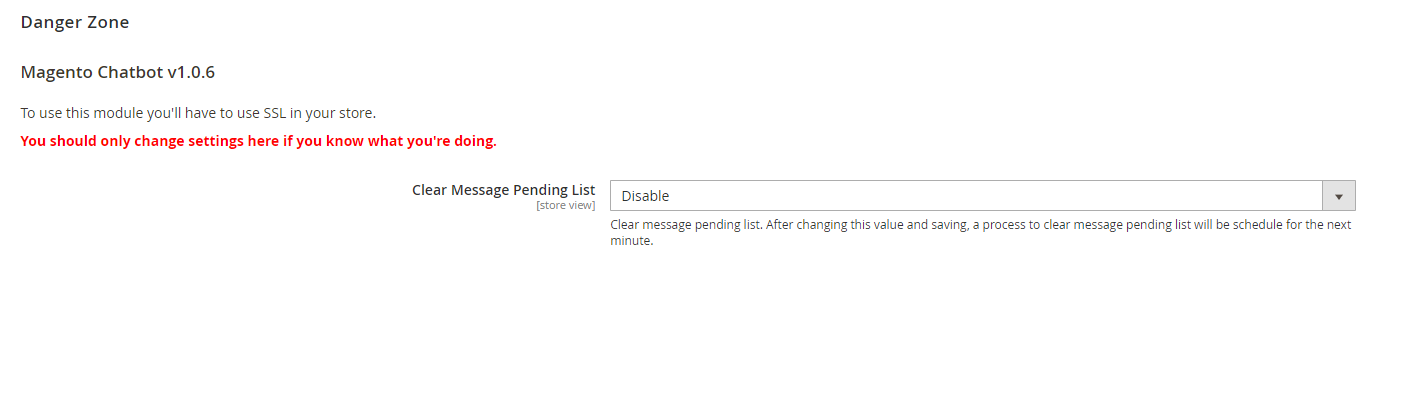 Danger Zone
Magento Chatbot v1.0.6
To use this module you'll have to use SSL in your store.
You should only change settings here if you know what you're doing.
Clear Message Pending List
[store view]
Disable
Clear message pending list. After changing this value and saving, a process to clear message pending list will be schedule for the next
minute.